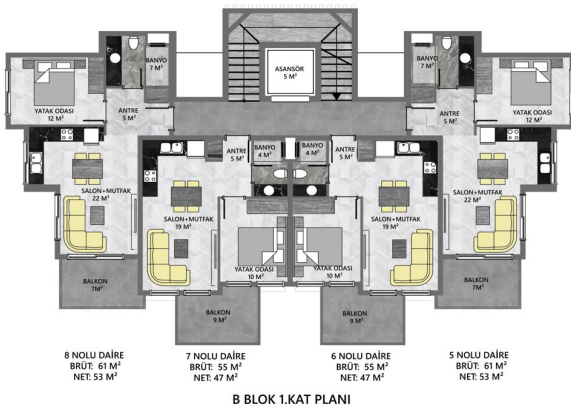 BANYO
7 M²
ASANSÖR
5 M²
BANYO
7 M²
YATAK ODASI
12 M²
ANTRE
5 M²
ANTRE
5 M²
YATAK ODASI
12 M²
ANTRE
5 M²
BANYO
4 M²
BANYO
4 M²
ANTRE
5 M²
SALON+MUTFAK
22 M²
SALON+MUTFAK
19 M²
SALON+MUTFAK
19 M²
SALON+MUTFAK
22 M²
YATAK ODASI
10 M²
YATAK ODASI
10 M²
BALKON
7M²
BALKON
9 M²
BALKON
9 M²
BALKON
7M²
8 NOLU DAİRE
BRÜT: 61 M²
NET: 53 M²
7 NOLU DAİRE
BRÜT: 55 M²
NET: 47 M²
6 NOLU DAİRE
BRÜT: 55 M²
NET: 47 M²
5 NOLU DAİRE
BRÜT: 61 M²
NET: 53 M²
B BLOK 1.KAT PLANI